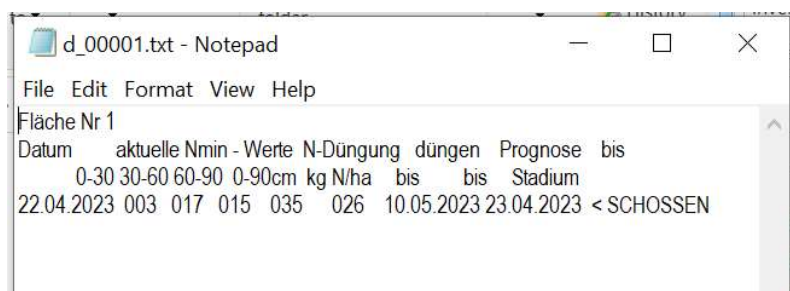 d_00001.txt - Notepad
File Edit Format View Help
Fläche Nr 1
Datum aktuelle Nmin - Werte N-Düngung düngen Prognose bis
0-30 30-60 60-90 0-90cm kg N/ha bis bis Stadium
22.04.2023 003 017 015 035 026 10.05.2023 23.04.2023 < SCHOSSEN